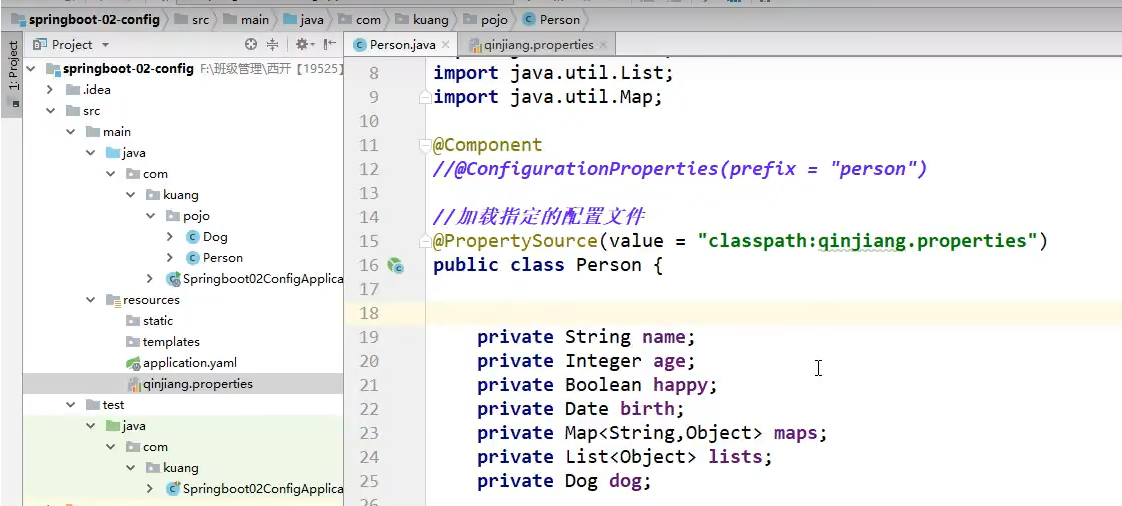 springboot-02-config src main java com kuang pojo Person
1: Project
Project
springboot-02-config F:\班级管理\西开【19525】
.idea
src
main
java
com
kuang
pojo
Dog
Person
Springboot02ConfigApplica
resources
static
templates
application.yaml
qinjiang.properties
test
java
com
kuang
Springboot02ConfigApplica
Person.java qinjiang.properties
8 import java.util.List;
9 import java.util.Map;
10
11 @Component
12 //@ConfigurationProperties(prefix = "person")
13
14 //加载指定的配置文件
15 @PropertySource(value = "classpath:qinjiang.properties")
16 public class Person {
17
18
19 private String name;
20 private Integer age;
21 private Boolean happy;
22 private Date birth;
23 private Map<String,Object> maps;
24 private List<Object> lists;
25 private Dog dog;
26